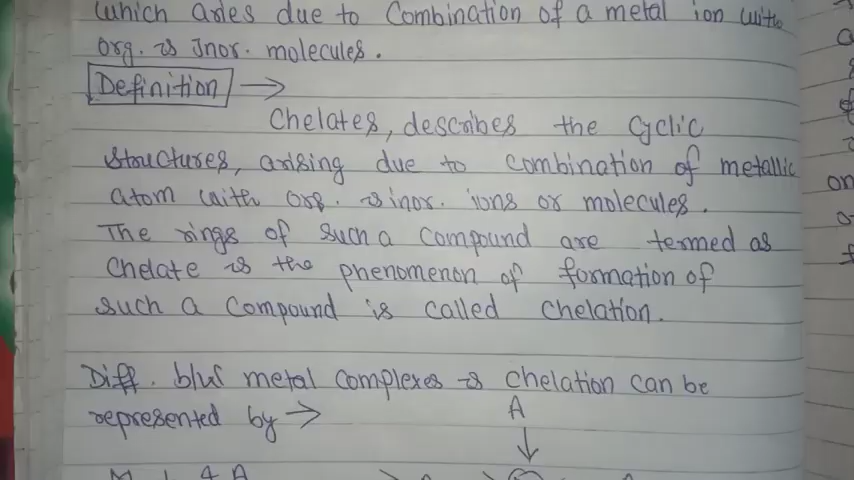 which aries due to Combination of a metal ion with
org. & Inor. molecules.
Definition →
Chelates, describes the Cyclic
structures, arising due to combination of metallic
atom with org. & inor. ions or molecules.
The rings of such a compound are termed as
chelate & the phenomenon of formation of
such a compound is called chelation.
Diff. b/w metal complexes & chelation can be
represented by →
A
↓
on